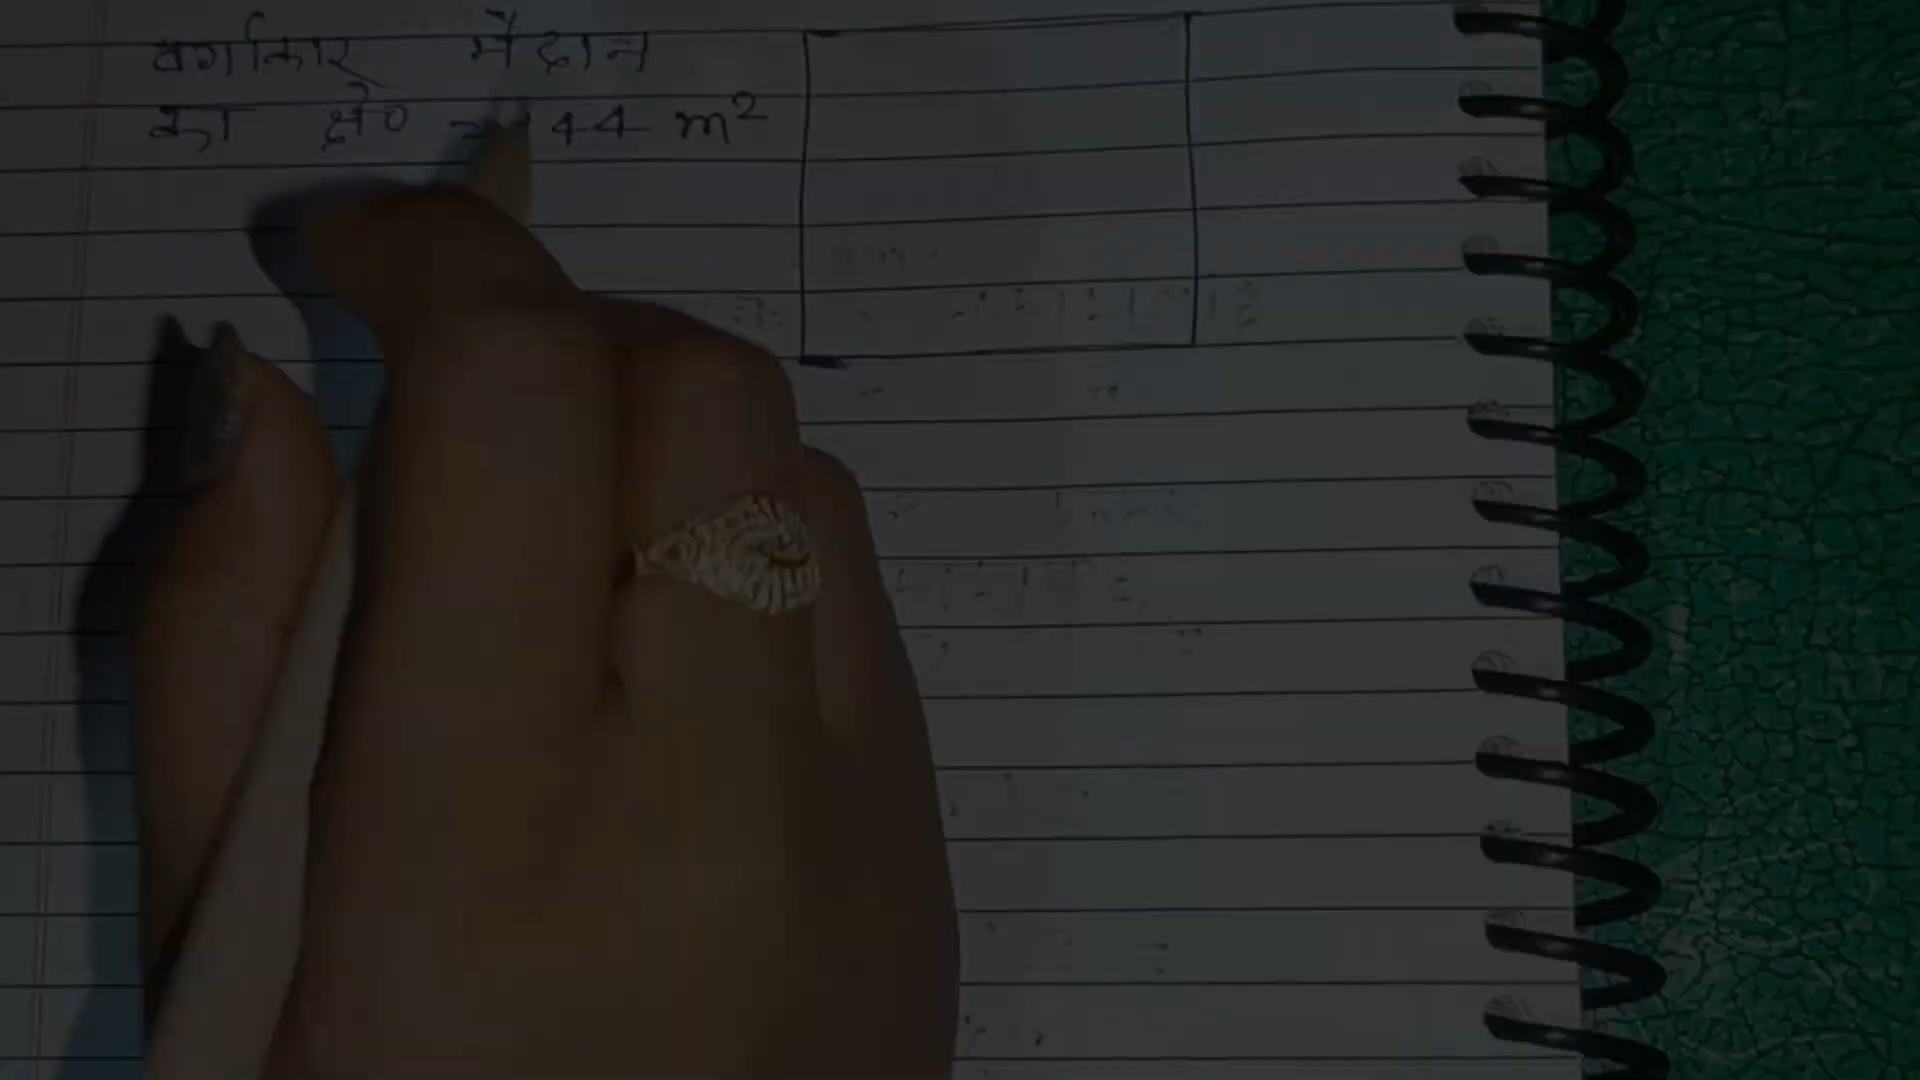 वर्गाकार मैदान
का क्षे० = 144 m²